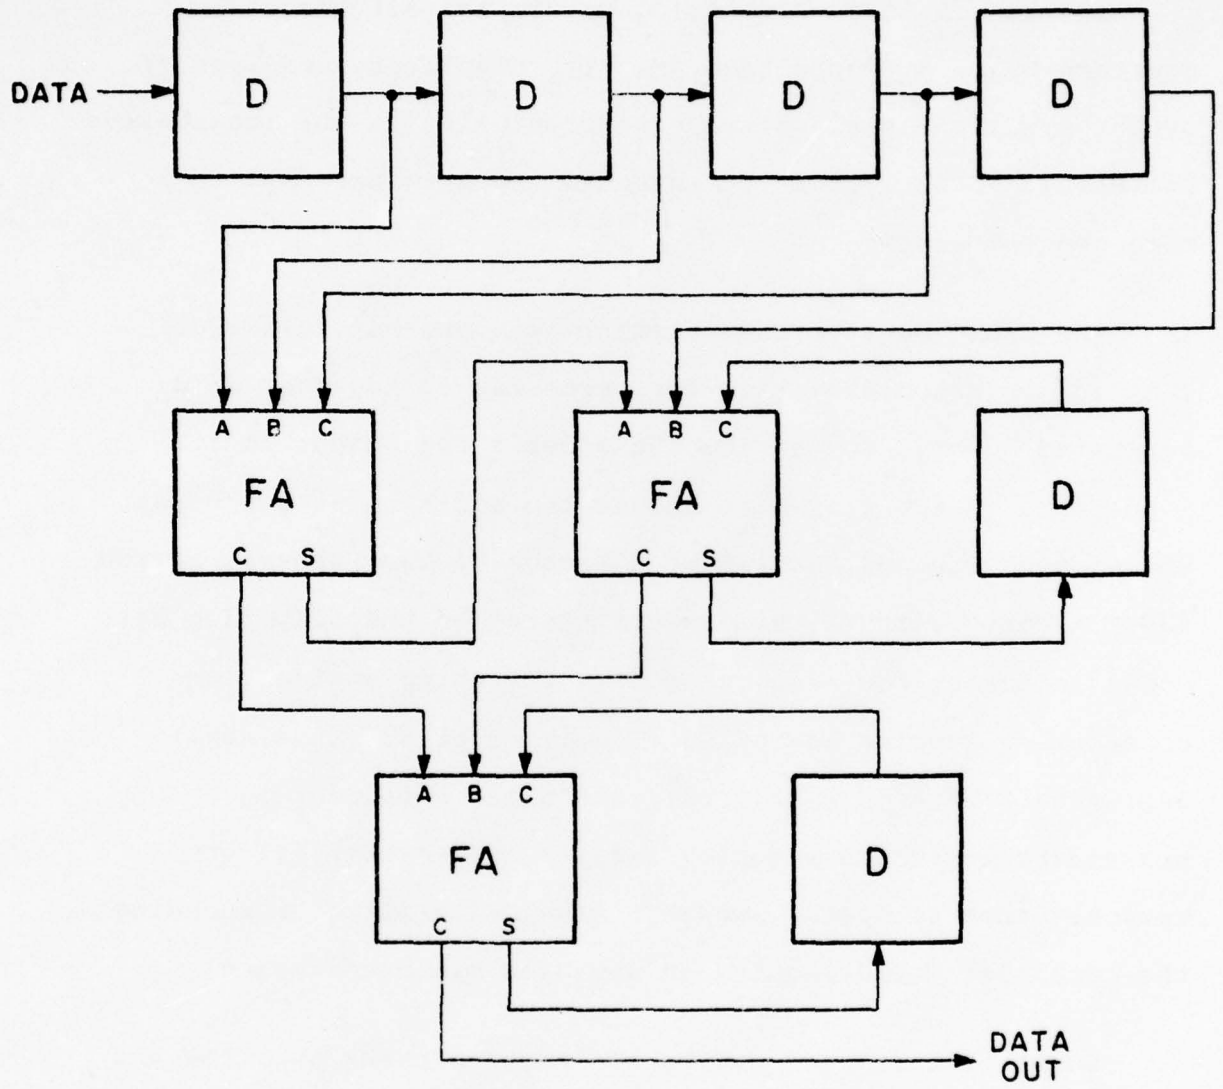 DATA D D D D
A B C A B C
FA FA D
C S C S
A B C
FA D
C S
DATA
OUT